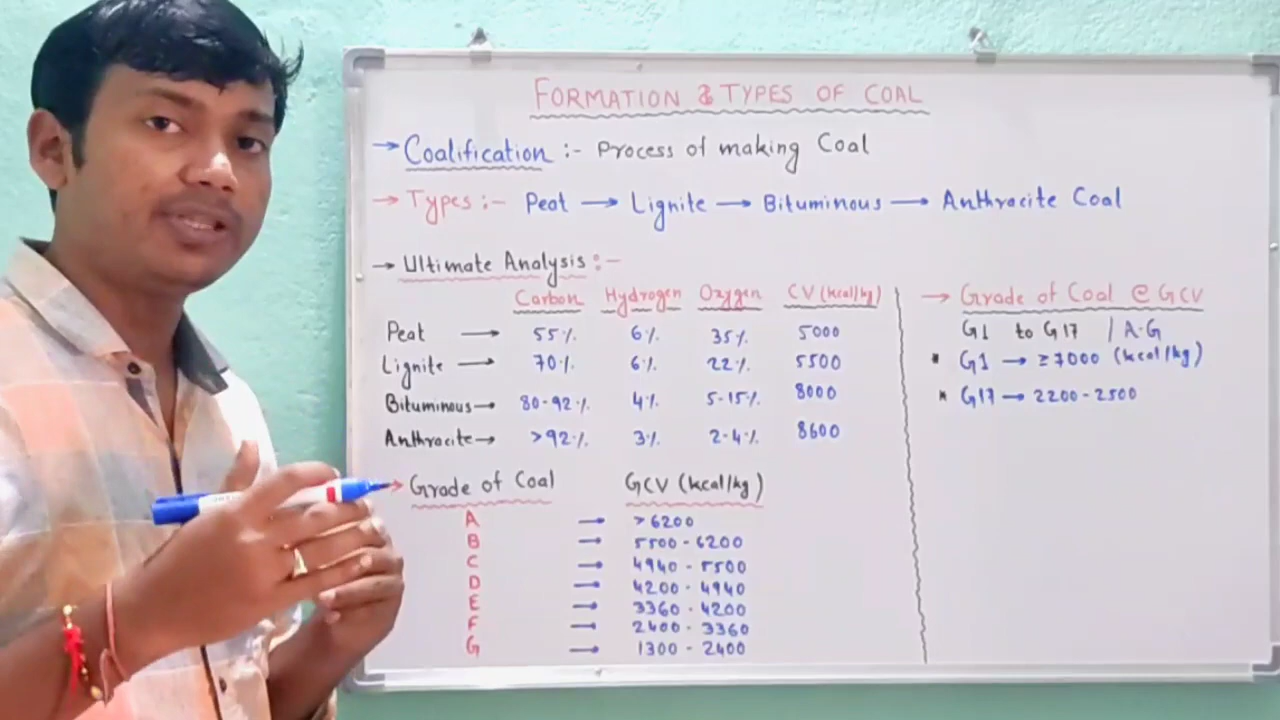 FORMATION & TYPES OF COAL
→ Coalification :- Process of making Coal
→ Types :- Peat → Lignite → Bituminous → Anthracite Coal
→ Ultimate Analysis :-
Carbon Hydrogen Oxygen CV (kcal/kg)
Peat → 55% 6% 35% 5000
Lignite → 70% 6% 22% 5500
Bituminous → 80-92% 4% 5-15% 8000
Anthracite → >92% 3% 2-4% 8600
→ Grade of Coal @ GCV
G1 to G17 / A-G
* G1 → ≥7000 (kcal/kg)
* G17 → 2200-2500
→ Grade of Coal GCV (kcal/kg)
A → >6200
B → 5500-6200
C → 4940-5500
D → 4200-4940
E → 3360-4200
F → 2400-3360
G → 1300-2400